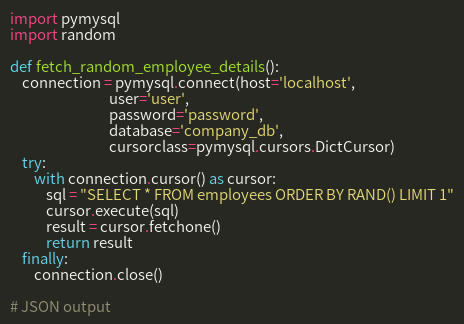 import pymysql
import random
def fetch_random_employee_details():
connection = pymysql.connect(host='localhost',
user='user',
password='password',
database='company_db',
cursorclass=pymysql.cursors.DictCursor)
try:
with connection.cursor() as cursor:
sql = "SELECT * FROM employees ORDER BY RAND() LIMIT 1"
cursor.execute(sql)
result = cursor.fetchone()
return result
finally:
connection.close()
# JSON output